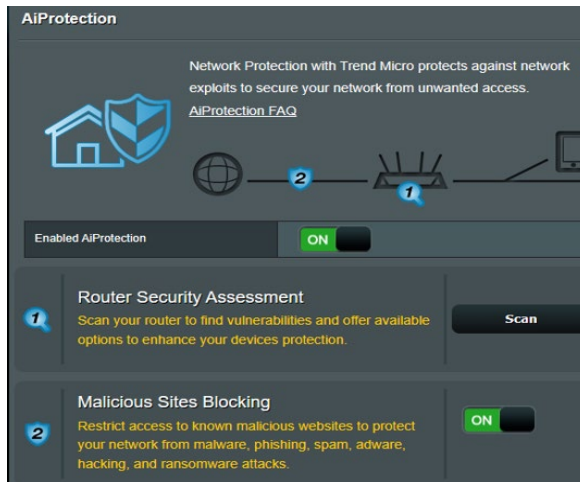 AiProtection
Network Protection with Trend Micro protects against network
exploits to secure your network from unwanted access.
AiProtection FAQ
2
1
Enabled AiProtection
ON
1
Router Security Assessment
Scan your router to find vulnerabilities and offer available
options to enhance your devices protection.
Scan
2
Malicious Sites Blocking
Restrict access to known malicious websites to protect
your network from malware, phishing, spam, adware,
hacking, and ransomware attacks.
ON